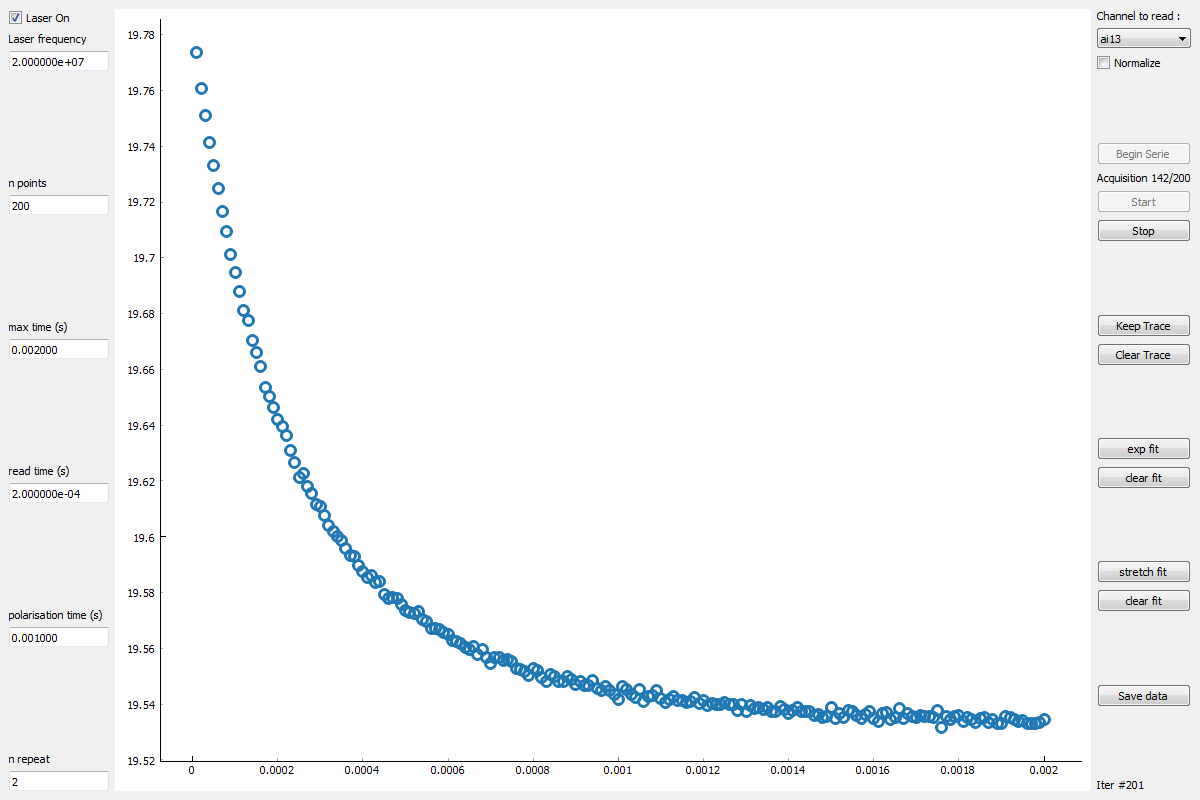 Laser On
Laser frequency
2.000000e+07
n points
200
max time (s)
0.002000
read time (s)
2.000000e-04
polarisation time (s)
0.001000
n repeat
2
19.78
19.76
19.74
19.72
19.7
19.68
19.66
19.64
19.62
19.6
19.58
19.56
19.54
19.52
0 0.0002 0.0004 0.0006 0.0008 0.001 0.0012 0.0014 0.0016 0.0018 0.002
Channel to read :
ai13
Normalize
Begin Serie
Acquisition 142/200
Start
Stop
Keep Trace
Clear Trace
exp fit
clear fit
stretch fit
clear fit
Save data
Iter #201